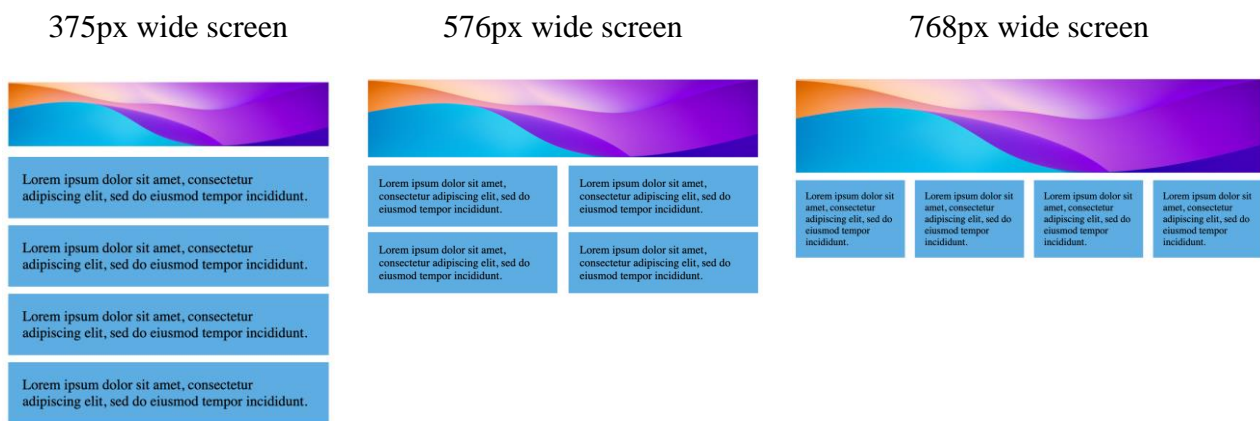 375px wide screen
576px wide screen
768px wide screen
Lorem ipsum dolor sit amet, consectetur
adipiscing elit, sed do eiusmod tempor incididunt.
Lorem ipsum dolor sit amet, consectetur
adipiscing elit, sed do eiusmod tempor incididunt.
Lorem ipsum dolor sit amet, consectetur
adipiscing elit, sed do eiusmod tempor incididunt.
Lorem ipsum dolor sit amet, consectetur
adipiscing elit, sed do eiusmod tempor incididunt.
Lorem ipsum dolor sit amet,
consectetur adipiscing elit, sed do
eiusmod tempor incididunt.
Lorem ipsum dolor sit amet,
consectetur adipiscing elit, sed do
eiusmod tempor incididunt.
Lorem ipsum dolor sit amet,
consectetur adipiscing elit, sed do
eiusmod tempor incididunt.
Lorem ipsum dolor sit amet,
consectetur adipiscing elit, sed do
eiusmod tempor incididunt.
Lorem ipsum dolor sit
amet, consectetur
adipiscing elit, sed do
eiusmod tempor
incididunt.
Lorem ipsum dolor sit
amet, consectetur
adipiscing elit, sed do
eiusmod tempor
incididunt.
Lorem ipsum dolor sit
amet, consectetur
adipiscing elit, sed do
eiusmod tempor
incididunt.
Lorem ipsum dolor sit
amet, consectetur
adipiscing elit, sed do
eiusmod tempor
incididunt.